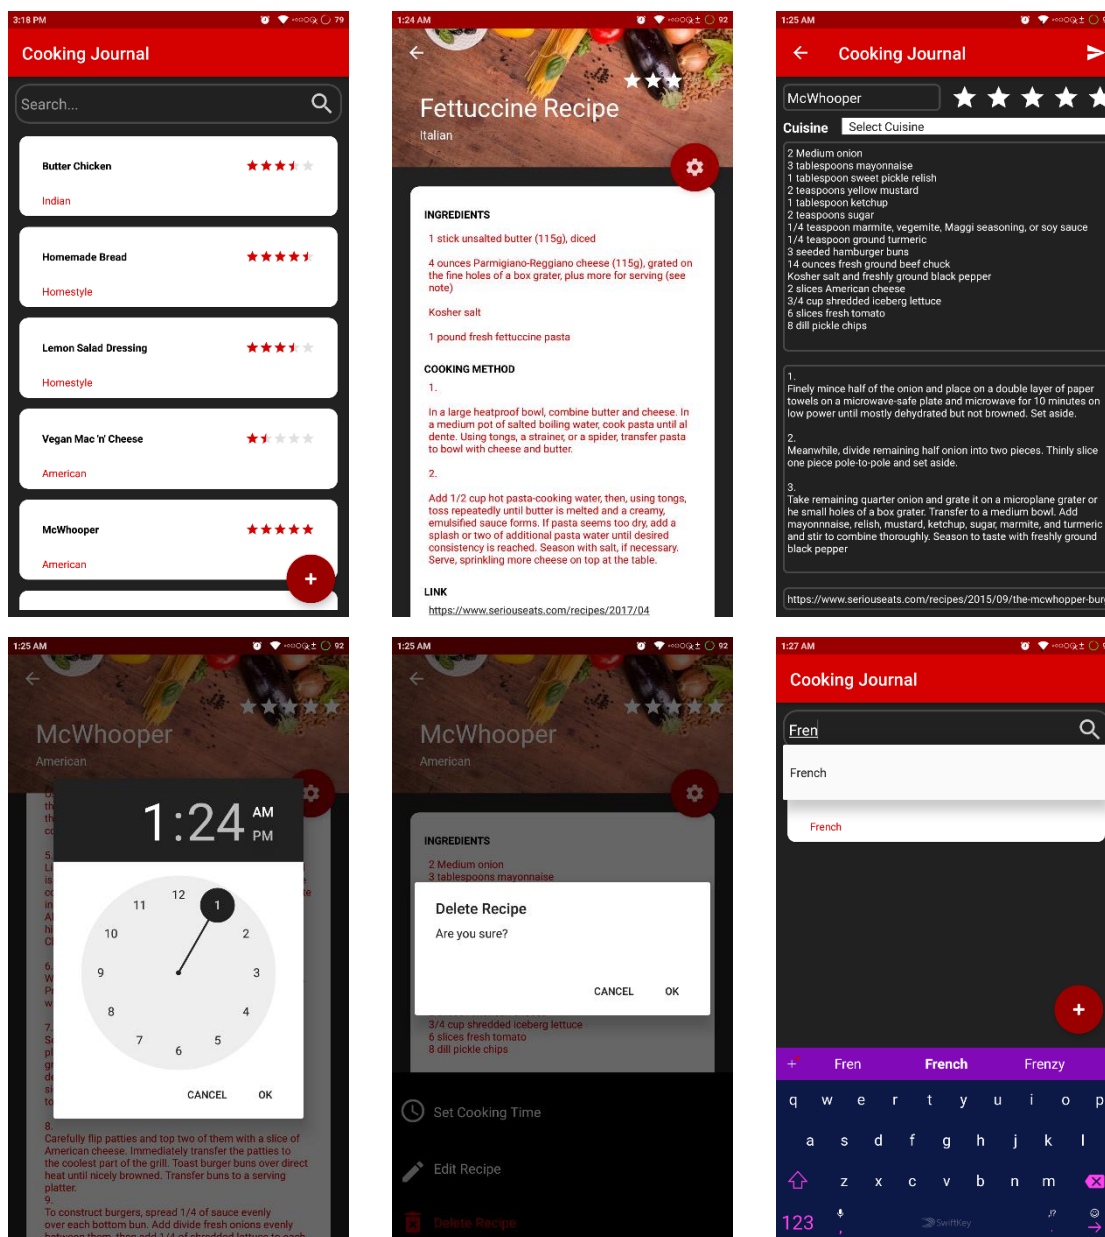 3:18 PM
79
Cooking Journal
Search...
Butter Chicken
Indian
Homemade Bread
Homestyle
Lemon Salad Dressing
Homestyle
Vegan Mac 'n' Cheese
American
McWhooper
American
+
1:24 AM
92
Fettuccine Recipe
Italian
INGREDIENTS
1 stick unsalted butter (115g), diced
4 ounces Parmigiano-Reggiano cheese (115g), grated on
the fine holes of a box grater, plus more for serving (see
note)
Kosher salt
1 pound fresh fettuccine pasta
COOKING METHOD
1.
In a large heatproof bowl, combine butter and cheese. In
a medium pot of salted boiling water, cook pasta until al
dente. Using tongs, a strainer, or a spider, transfer pasta
to bowl with cheese and butter.
2.
Add 1/2 cup hot pasta-cooking water, then, using tongs,
toss repeatedly until butter is melted and a creamy,
emulsified sauce forms. If pasta seems too dry, add a
splash or two of additional pasta water until desired
consistency is reached. Season with salt, if necessary.
Serve, sprinkling more cheese on top at the table.
LINK
https://www.seriouseats.com/recipes/2017/04
1:25 AM
Cooking Journal
McWhooper
Cuisine
Select Cuisine
2 Medium onion
3 tablespoons mayonnaise
1 tablespoon sweet pickle relish
2 teaspoons yellow mustard
1 tablespoon ketchup
2 teaspoons sugar
1/4 teaspoon marmite, vegemite, Maggi seasoning, or soy sauce
1/4 teaspoon ground turmeric
3 seeded hamburger buns
14 ounces fresh ground beef chuck
Kosher salt and freshly ground black pepper
2 slices American cheese
3/4 cup shredded iceberg lettuce
6 slices fresh tomato
8 dill pickle chips
1.
Finely mince half of the onion and place on a double layer of paper
towels on a microwave-safe plate and microwave for 10 minutes on
low power until mostly dehydrated but not browned. Set aside.
2.
Meanwhile, divide remaining half onion into two pieces. Thinly slice
one piece pole-to-pole and set aside.
3.
Take remaining quarter onion and grate it on a microplane grater or
he small holes of a box grater. Transfer to a medium bowl. Add
mayonnnaise, relish, mustard, ketchup, sugar, marmite, and turmeric
and stir to combine thoroughly. Season to taste with freshly ground
black pepper
https://www.seriouseats.com/recipes/2015/09/the-mcwhopper-bur
1:25 AM
92
McWhooper
American
1:24
AM
PM
12
11
1
10
2
9
3
8
4
7
5
6
CANCEL
OK
8.
Carefully flip patties and top two of them with a slice of
American cheese. Immediately transfer the patties to
the coolest part of the grill. Toast burger buns over direct
heat until nicely browned. Transfer buns to a serving
platter.
9.
To construct burgers, spread 1/4 of sauce evenly
over each bottom bun. Add divide fresh onions evenly
between them, then add 1/4 of shredded lettuce to each
1:25 AM
92
McWhooper
American
INGREDIENTS
2 Medium onion
3 tablespoons mayonnaise
Delete Recipe
Are you sure?
CANCEL
OK
3/4 cup shredded iceberg lettuce
6 slices fresh tomato
8 dill pickle chips
Set Cooking Time
Edit Recipe
Delete Recipe
1:27 AM
Cooking Journal
Fren
French
French
+
+ Fren French Frenzy
q w e r t y u i o p
a s d f g h j k l
z x c v b n m
123 , SwiftKey . !?